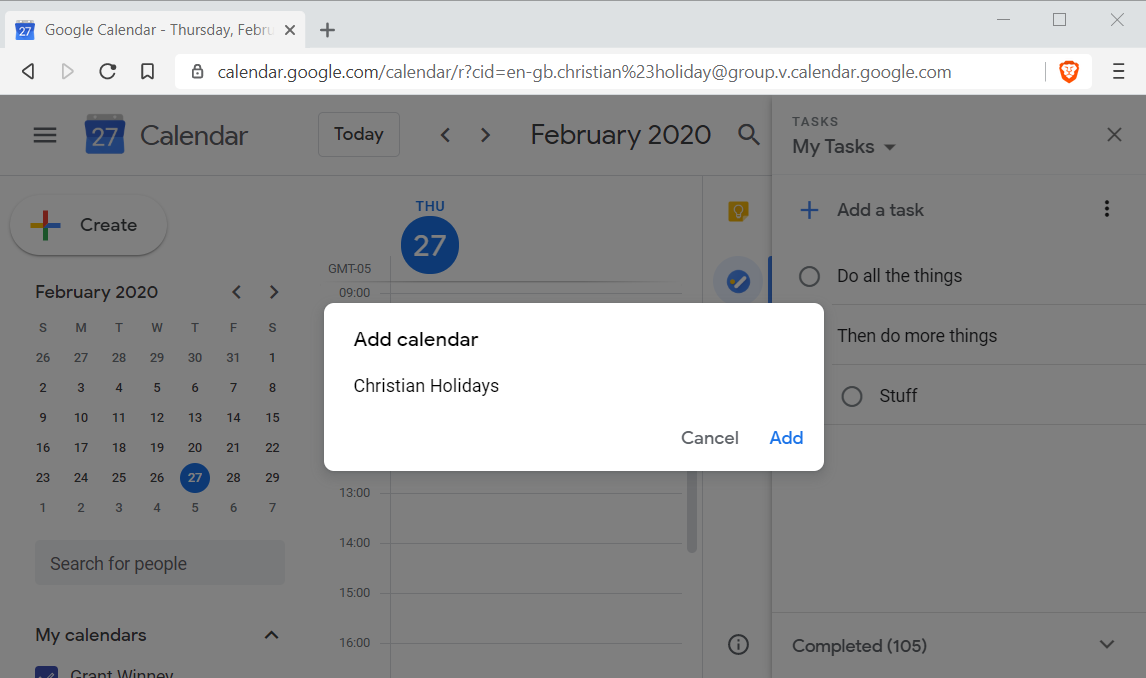 27 Google Calendar - Thursday, Febru
calendar.google.com/calendar/r?cid=en-gb.christian%23holiday@group.v.calendar.google.com
27 Calendar
Today
February 2020
TASKS
My Tasks
Create
THU
27
GMT-05
09:00
Add a task
Do all the things
Then do more things
Stuff
February 2020
S M T W T F S
26 27 28 29 30 31 1
2 3 4 5 6 7 8
9 10 11 12 13 14 15
16 17 18 19 20 21 22
23 24 25 26 27 28 29
1 2 3 4 5 6 7
Add calendar
Christian Holidays
Cancel Add
13:00
14:00
15:00
16:00
Search for people
My calendars
Grant Winney
Completed (105)